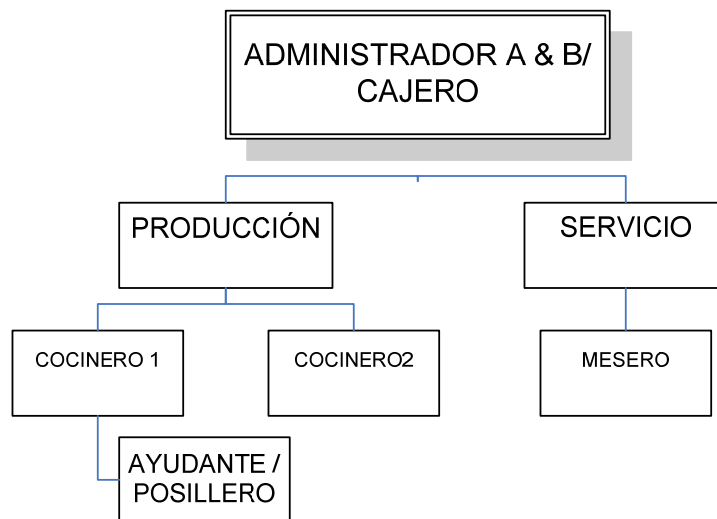 ADMINISTRADOR A & B/
CAJERO
PRODUCCIÓN
SERVICIO
COCINERO 1
COCINERO2
MESERO
AYUDANTE /
POSILLERO